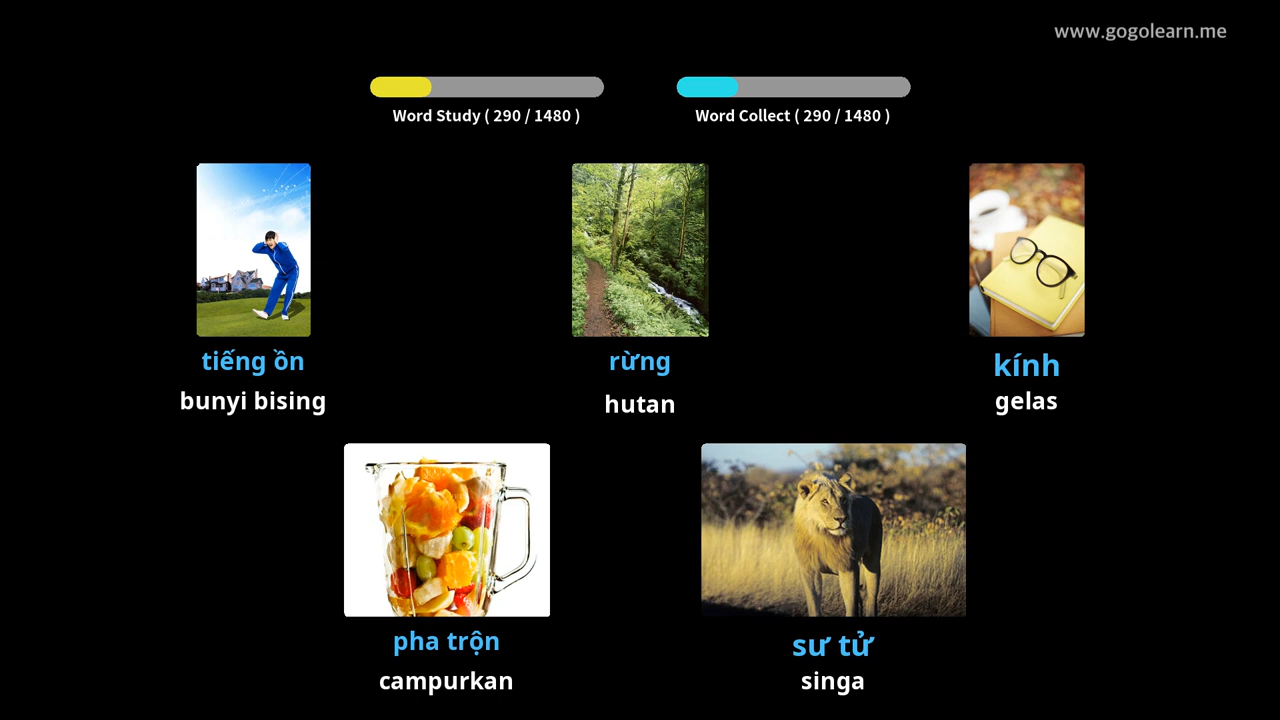 www.gogolearn.me
Word Study ( 290 / 1480 )
Word Collect ( 290 / 1480 )
tiếng ồn
bunyi bising
rừng
hutan
kính
gelas
pha trộn
campurkan
sư tử
singa